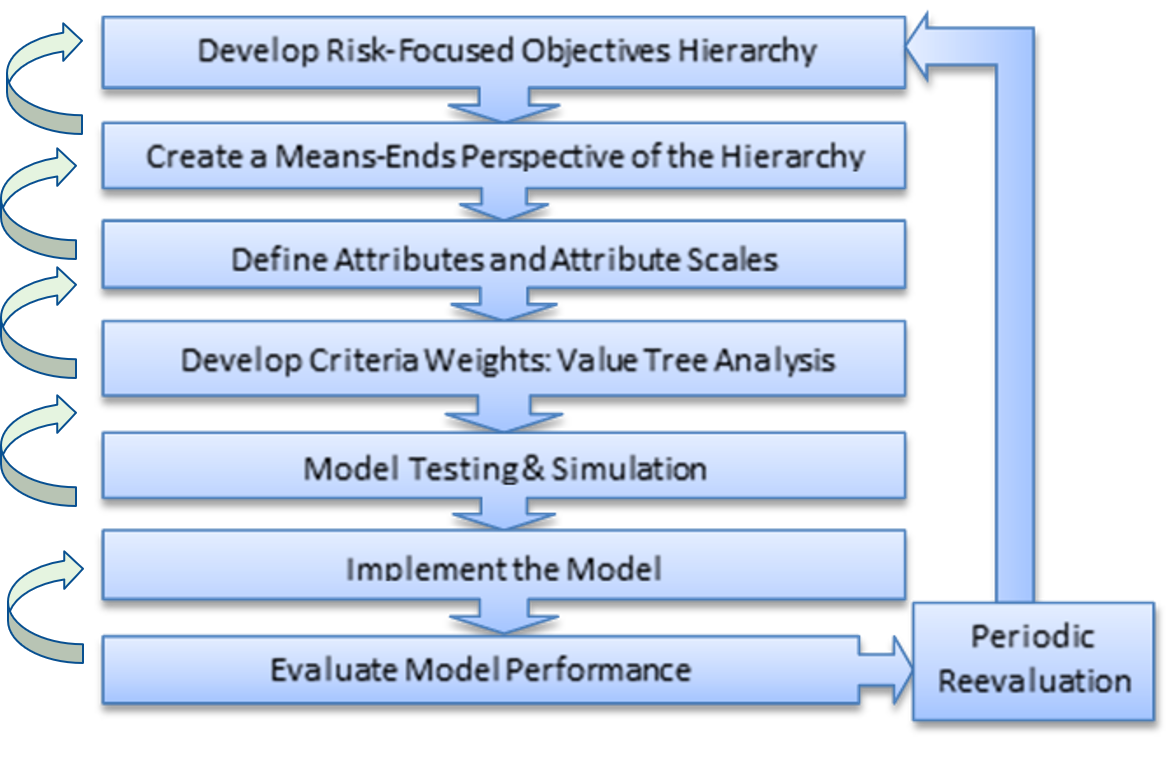 Develop Risk-Focused Objectives Hierarchy
Create a Means-Ends Perspective of the Hierarchy
Define Attributes and Attribute Scales
Develop Criteria Weights: Value Tree Analysis
Model Testing & Simulation
Implement the Model
Evaluate Model Performance
Periodic
Reevaluation